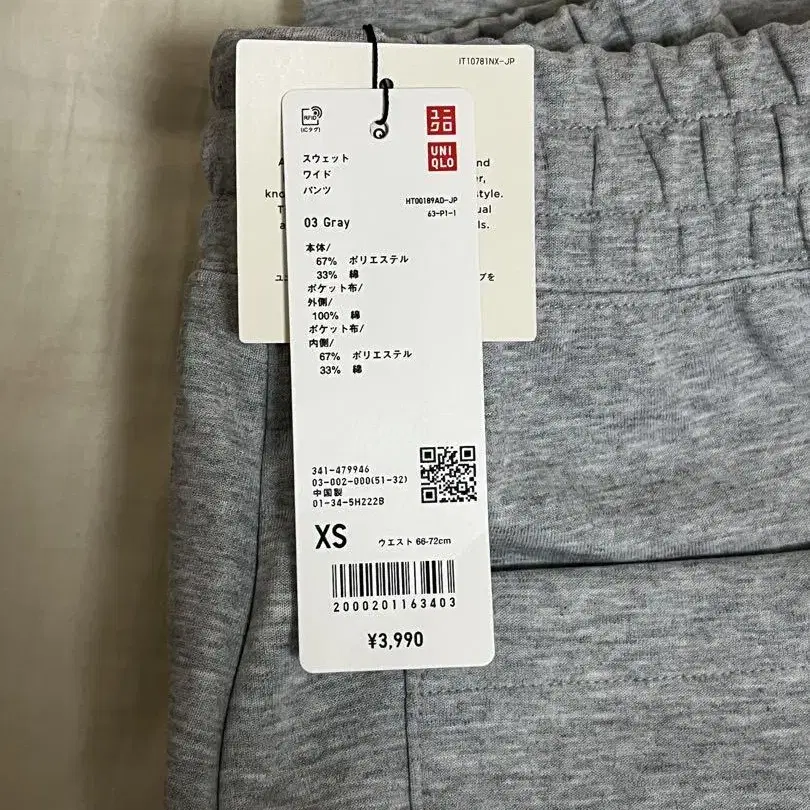 IT10781NX-JP
RFID
(ICタグ)
ユニ
クロ
UNI
QLO
スウェット
ワイド
パンツ
HT00189AD-JP
63-P1-1
03 Gray
本体/
67% ポリエステル
33% 綿
ポケット布/
外側/
100% 綿
ポケット布/
内側/
67% ポリエステル
33% 綿
341-479946
03-002-000(51-32)
中国製
01-34-5H222B
XS
ウエスト 66-72cm
2000201163403
¥3,990